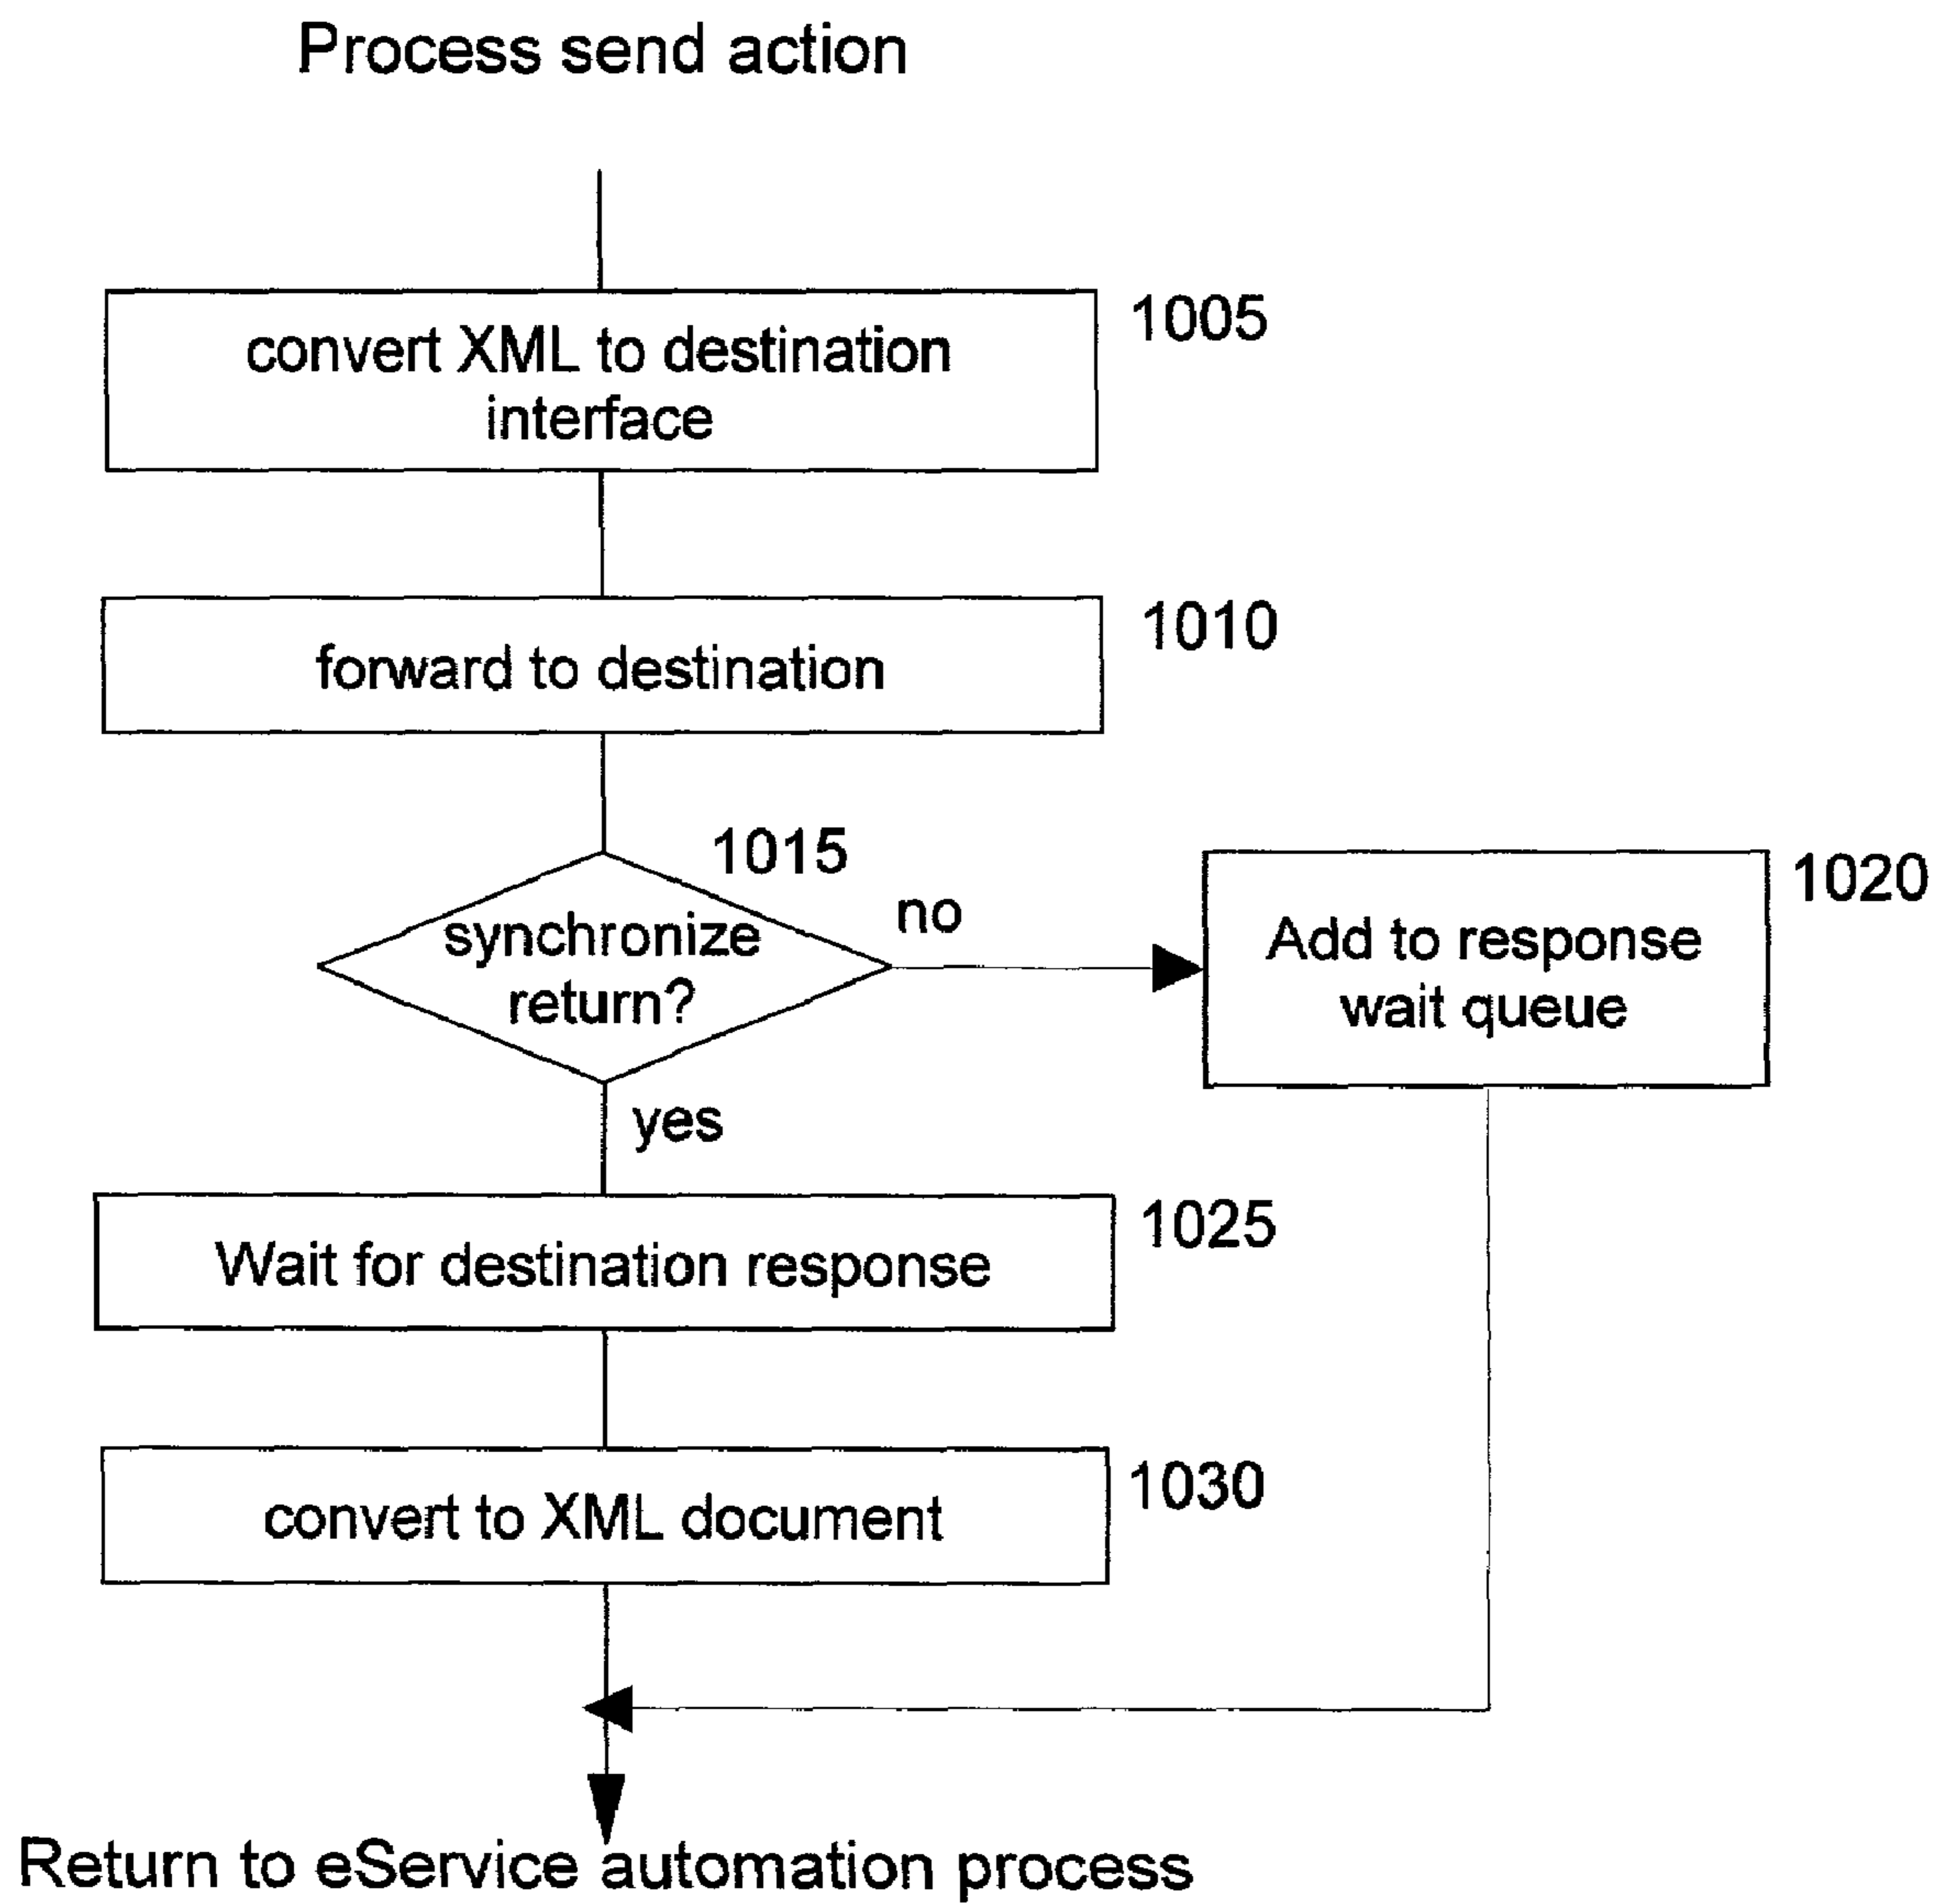 Process send action
convert XML to destination
interface
1005
forward to destination
1010
1015
synchronize
return?
no
Add to response
wait queue
1020
yes
Wait for destination response
1025
convert to XML document
1030
Return to eService automation process